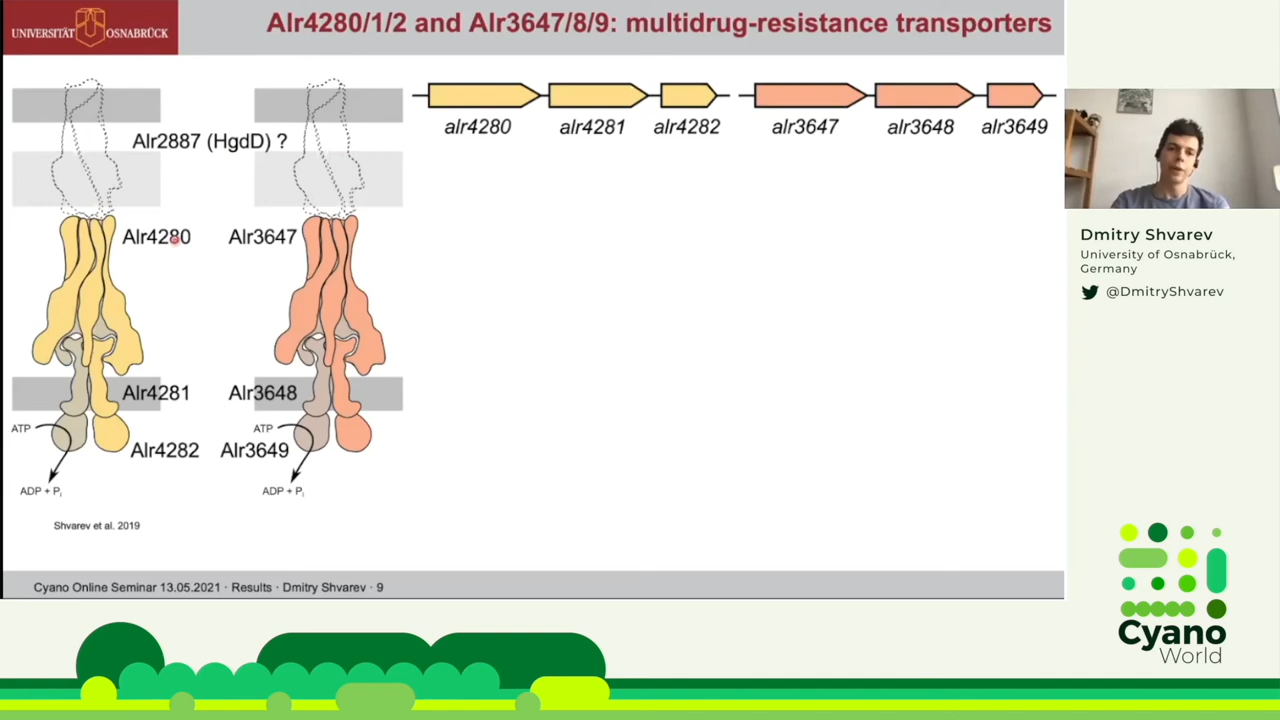 UNIVERSITÄT OSNABRÜCK
Alr4280/1/2 and Alr3647/8/9: multidrug-resistance transporters
alr4280 alr4281 alr4282 alr3647 alr3648 alr3649
Alr2887 (HgdD) ?
Alr4280 Alr3647
Alr4281 Alr3648
ATP ATP
Alr4282 Alr3649
ADP + Pi ADP + Pi
Shvarev et al. 2019
Cyano Online Seminar 13.05.2021 · Results · Dmitry Shvarev · 9
Dmitry Shvarev
University of Osnabrück,
Germany
@DmitryShvarev
Cyano
World